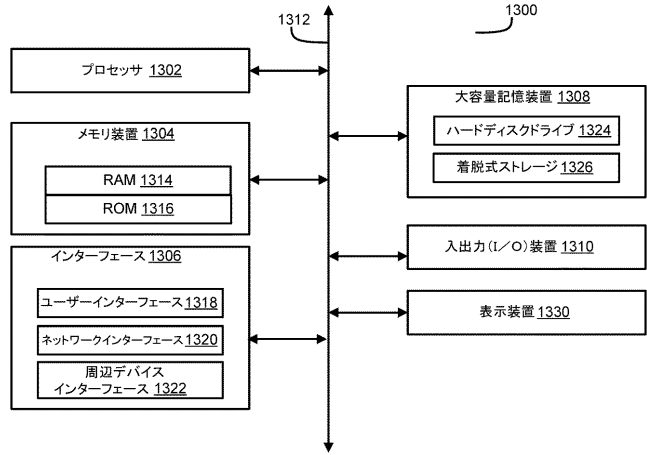 1312
1300
プロセッサ 1302
メモリ装置 1304
RAM 1314
ROM 1316
インターフェース 1306
ユーザーインターフェース 1318
ネットワークインターフェース 1320
周辺デバイス
インターフェース 1322
大容量記憶装置 1308
ハードディスクドライブ 1324
着脱式ストレージ 1326
入出力(I/O)装置 1310
表示装置 1330